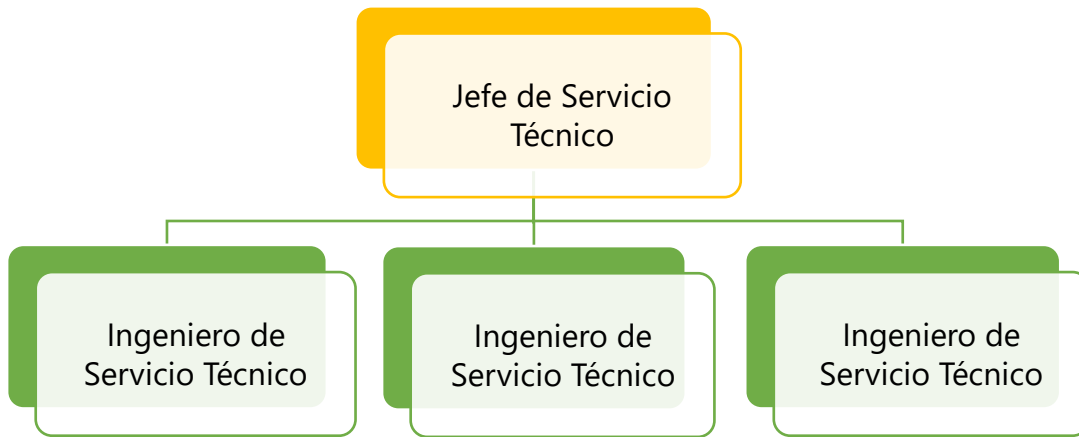 Jefe de Servicio
Técnico
Ingeniero de
Servicio Técnico
Ingeniero de
Servicio Técnico
Ingeniero de
Servicio Técnico